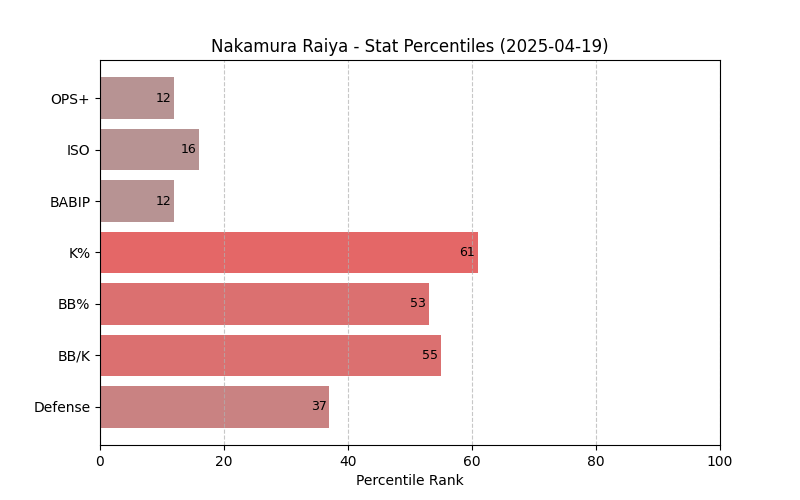 Nakamura Raiya - Stat Percentiles (2025-04-19)
OPS+ 12
ISO 16
BABIP 12
K% 61
BB% 53
BB/K 55
Defense 37
0 20 40 60 80 100
Percentile Rank